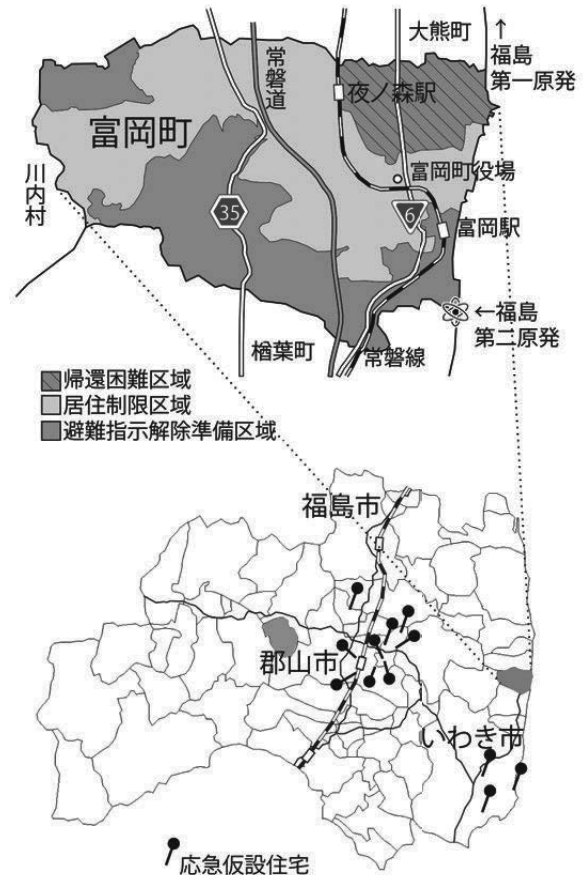 大熊町
↑
福島
第一原発
常磐道
夜ノ森駅
富岡町
川内村
富岡町役場
35
6
富岡駅
←福島
第二原発
楢葉町
常磐線
帰還困難区域
居住制限区域
避難指示解除準備区域
福島市
郡山市
いわき市
応急仮設住宅